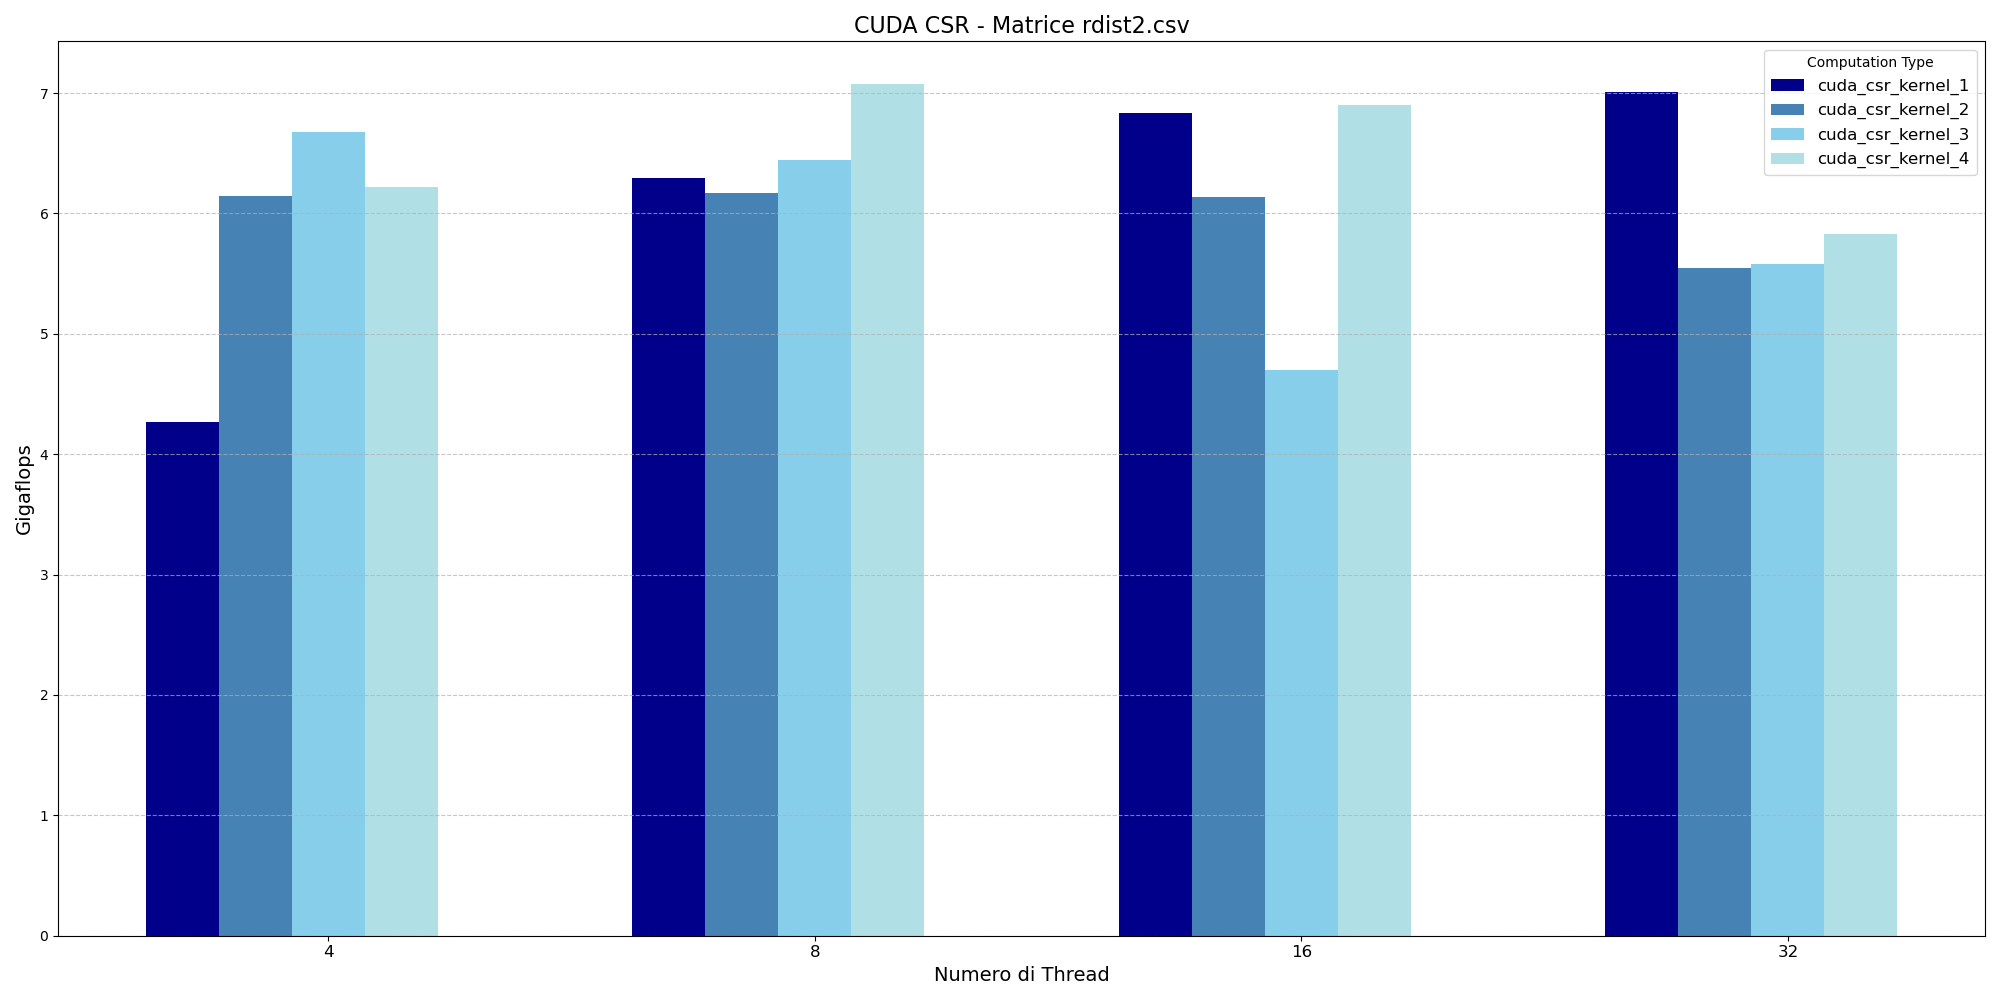 CUDA CSR - Matrice rdist2.csv
Computation Type
cuda_csr_kernel_1
cuda_csr_kernel_2
cuda_csr_kernel_3
cuda_csr_kernel_4
Gigaflops
7
6
5
4
3
2
1
0
4 8 16 32
Numero di Thread